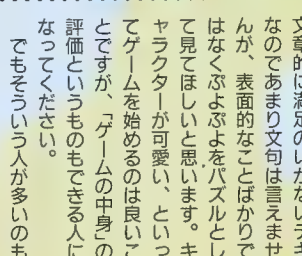 文章的に満足のいかないテキ
なのであまり文句は言えませ
んが、表面的なことばかりで
はなくぷよぷよをパズルとし
て見てほしいと思います。キ
ャラクターが可愛い、といっ
てゲームを始めるのは良いこ
とですが、「ゲームの中身」の
評価というものもできる人に
なってください。
でもそういう人が多いのも